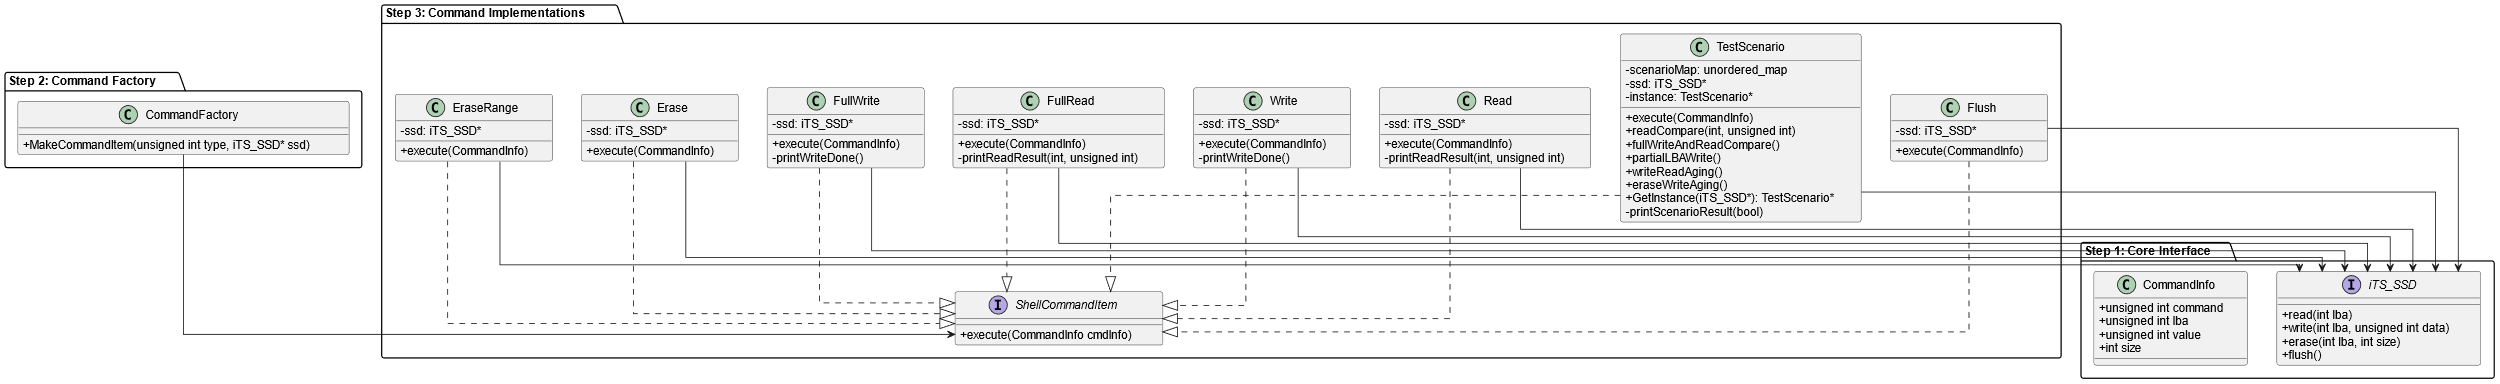 Step 2: Command Factory
C CommandFactory
+MakeCommandItem(unsigned int type, iTS_SSD* ssd)
Step 3: Command Implementations
C EraseRange
-ssd: iTS_SSD*
+execute(CommandInfo)
C Erase
-ssd: iTS_SSD*
+execute(CommandInfo)
C FullWrite
-ssd: iTS_SSD*
+execute(CommandInfo)
-printWriteDone()
C FullRead
-ssd: iTS_SSD*
+execute(CommandInfo)
-printReadResult(int, unsigned int)
C Write
-ssd: iTS_SSD*
+execute(CommandInfo)
-printWriteDone()
C Read
-ssd: iTS_SSD*
+execute(CommandInfo)
-printReadResult(int, unsigned int)
C TestScenario
-scenarioMap: unordered_map
-ssd: iTS_SSD*
-instance: TestScenario*
+execute(CommandInfo)
+readCompare(int, unsigned int)
+fullWriteAndReadCompare()
+partialLBAWrite()
+writeReadAging()
+eraseWriteAging()
+GetInstance(iTS_SSD*): TestScenario*
-printScenarioResult(bool)
C Flush
-ssd: iTS_SSD*
+execute(CommandInfo)
I ShellCommandItem
+execute(CommandInfo cmdInfo)
Step 1: Core Interface
C CommandInfo
+unsigned int command
+unsigned int lba
+unsigned int value
+int size
I iTS_SSD
+read(int lba)
+write(int lba, unsigned int data)
+erase(int lba, int size)
+flush()